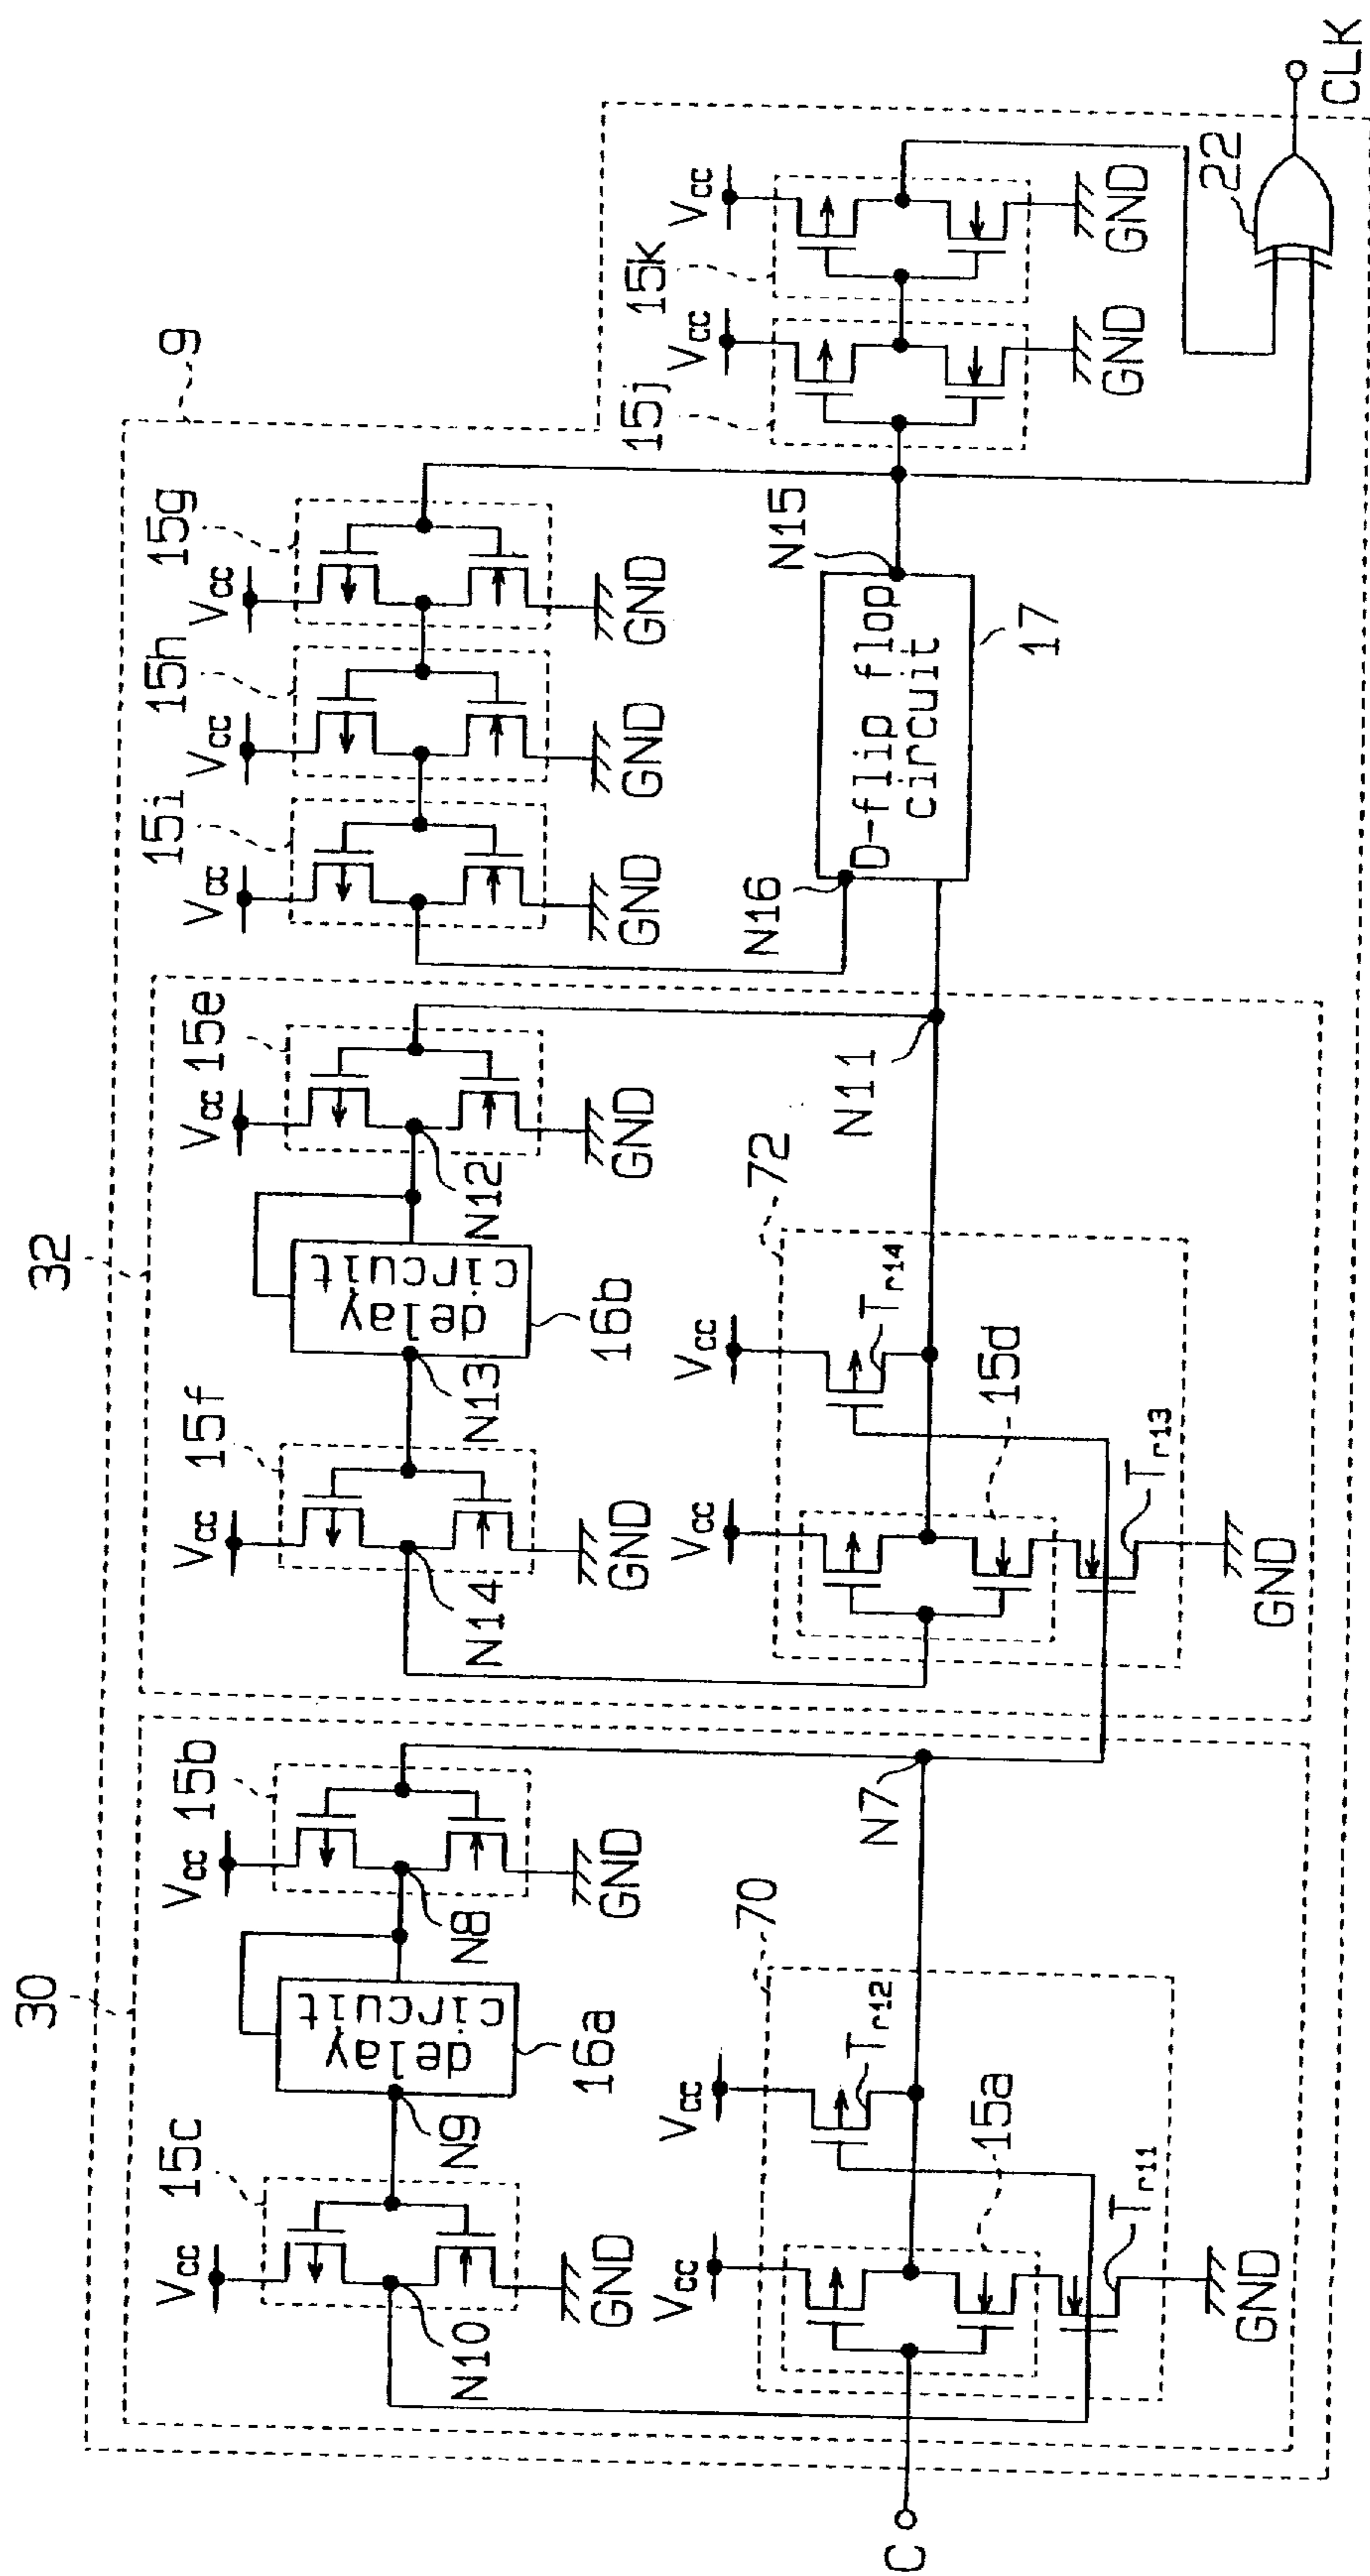 9
30
32
15c
15b
15f
15e
15i
15h
15g
Vcc
Vcc
Vcc
Vcc
Vcc
Vcc
Vcc
N10
N9
N8
N14
N13
N12
delay
circuit
16a
delay
circuit
16b
GND
GND
GND
GND
GND
GND
GND
70
72
Vcc
Vcc
Vcc
Vcc
Tr12
Tr14
15a
15d
Tr11
Tr13
GND
GND
C
N7
N11
N16
N15
D-flip flop
circuit
17
15j
15k
Vcc
Vcc
GND
GND
22
CLK